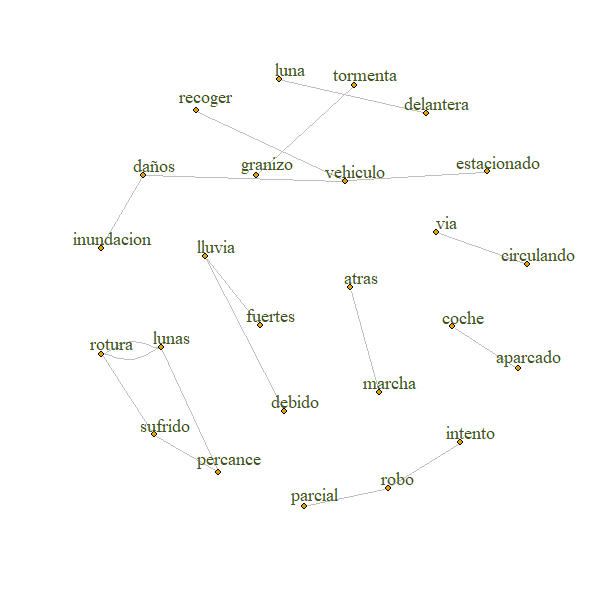 luna
tormenta
recoger
delantera
daños
granizo
vehiculo
estacionado
inundacion
lluvia
via
circulando
atras
fuertes
coche
rotura
lunas
aparcado
marcha
debido
sufrido
intento
percance
robo
parcial